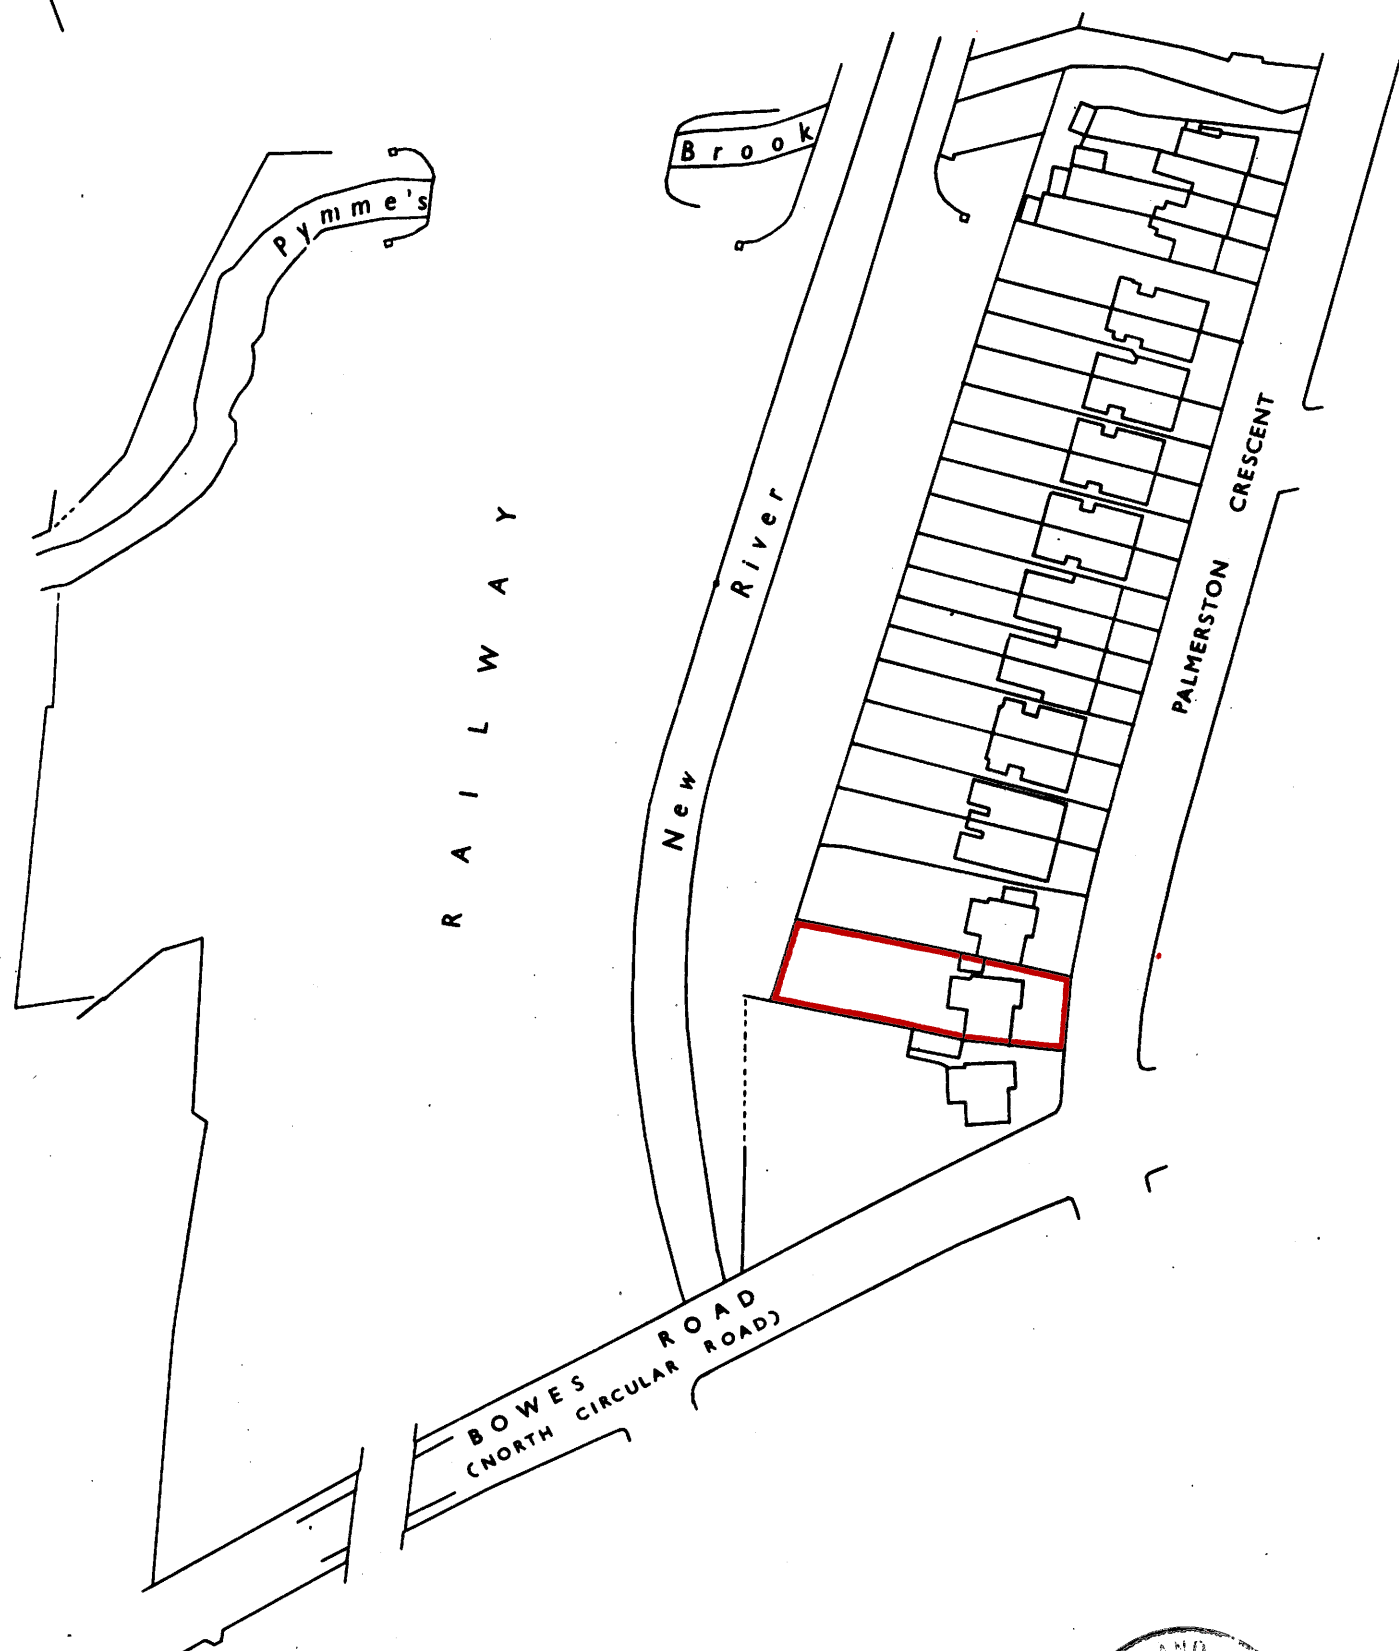 Brook
Pymme's
RAILWAY
New River
PALMERSTON CRESCENT
BOWES ROAD
(NORTH CIRCULAR ROAD)